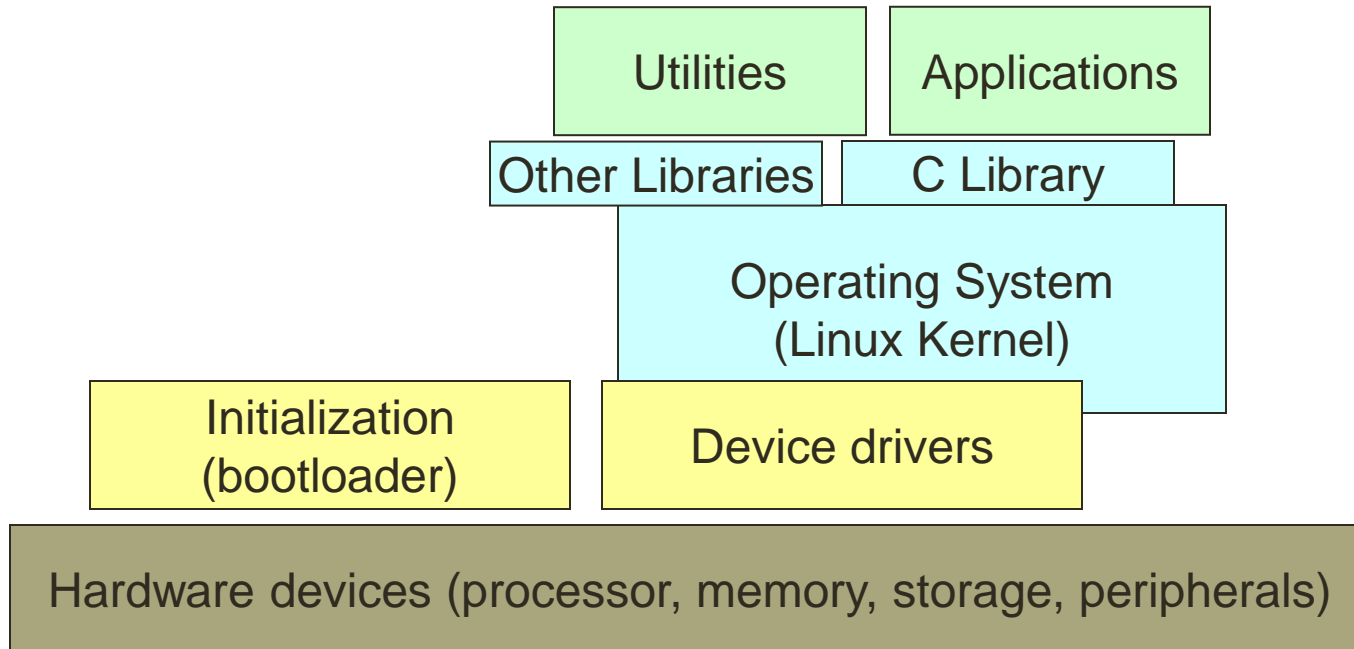 Utilities
Applications
Other Libraries
C Library
Operating System
(Linux Kernel)
Initialization
(bootloader)
Device drivers
Hardware devices (processor, memory, storage, peripherals)